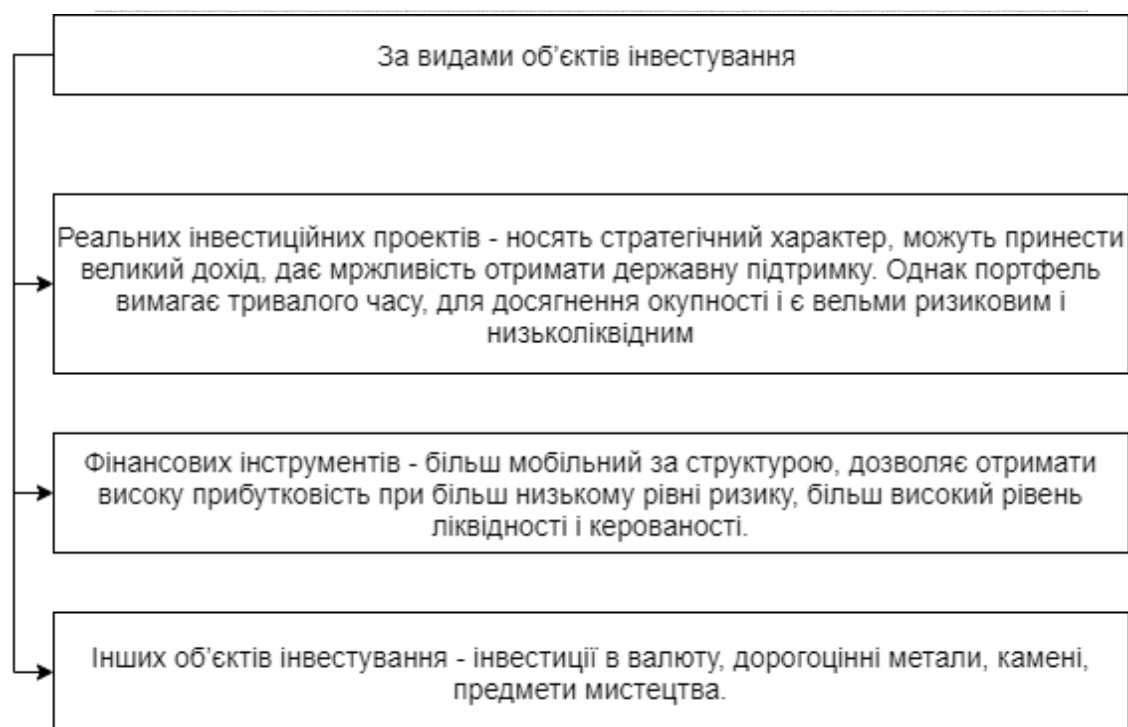 За видами об’єктів інвестування
Реальних інвестиційних проектів - носять стратегічний характер, можуть принести
великий дохід, дає мржливість отримати державну підтримку. Однак портфель
вимагає тривалого часу, для досягнення окупності і є вельми ризиковим і
низьколіквідним
Фінансових інструментів - більш мобільний за структурою, дозволяє отримати
високу прибутковість при більш низькому рівні ризику, більш високий рівень
ліквідності і керованості.
Інших об’єктів інвестування - інвестиції в валюту, дорогоцінні метали, камені,
предмети мистецтва.